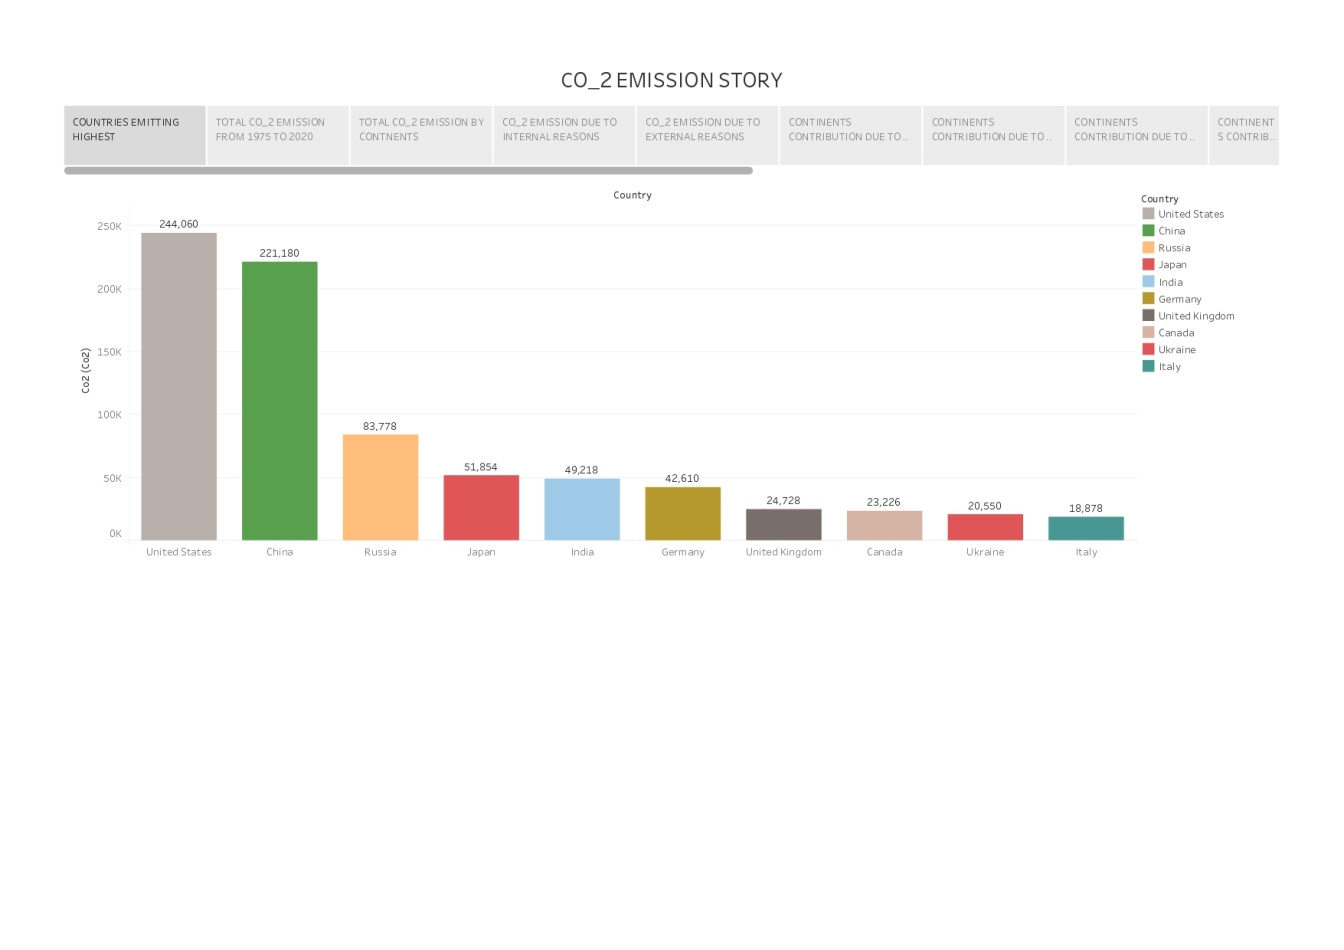 CO_2 EMISSION STORY
COUNTRIES EMITTING
HIGHEST
TOTAL CO_2 EMISSION
FROM 1975 TO 2020
TOTAL CO_2 EMISSION BY
CONTNENTS
CO_2 EMISSION DUE TO
INTERNAL REASONS
CO_2 EMISSION DUE TO
EXTERNAL REASONS
CONTINENTS
CONTRIBUTION DUE TO..
CONTINENTS
CONTRIBUTION DUE TO..
CONTINENTS
CONTRIBUTION DUE TO..
CONTINENT
S CONTRIB..
Country
Co2 (Co2)
250K
200K
150K
100K
50K
0K
244,060
221,180
83,778
51,854
49,218
42,610
24,728
23,226
20,550
18,878
United States
China
Russia
Japan
India
Germany
United Kingdom
Canada
Ukraine
Italy
Country
United States
China
Russia
Japan
India
Germany
United Kingdom
Canada
Ukraine
Italy